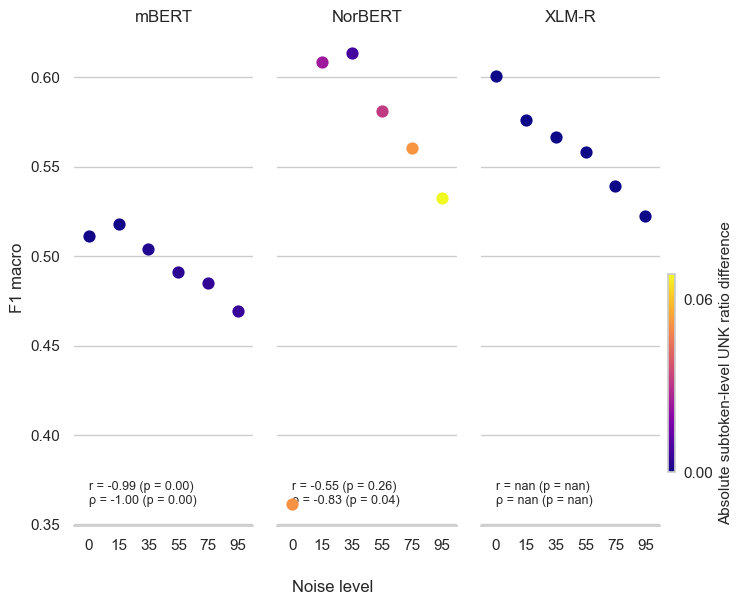 mBERT
NorBERT
XLM-R
F1 macro
0.60
0.55
0.50
0.45
0.40
0.35
r = -0.99 (p = 0.00)
ρ = -1.00 (p = 0.00)
r = -0.55 (p = 0.26)
ρ = -0.83 (p = 0.04)
r = nan (p = nan)
ρ = nan (p = nan)
0 15 35 55 75 95
0 15 35 55 75 95
0 15 35 55 75 95
Noise level
0.06
0.00
Absolute subtoken-level UNK ratio difference